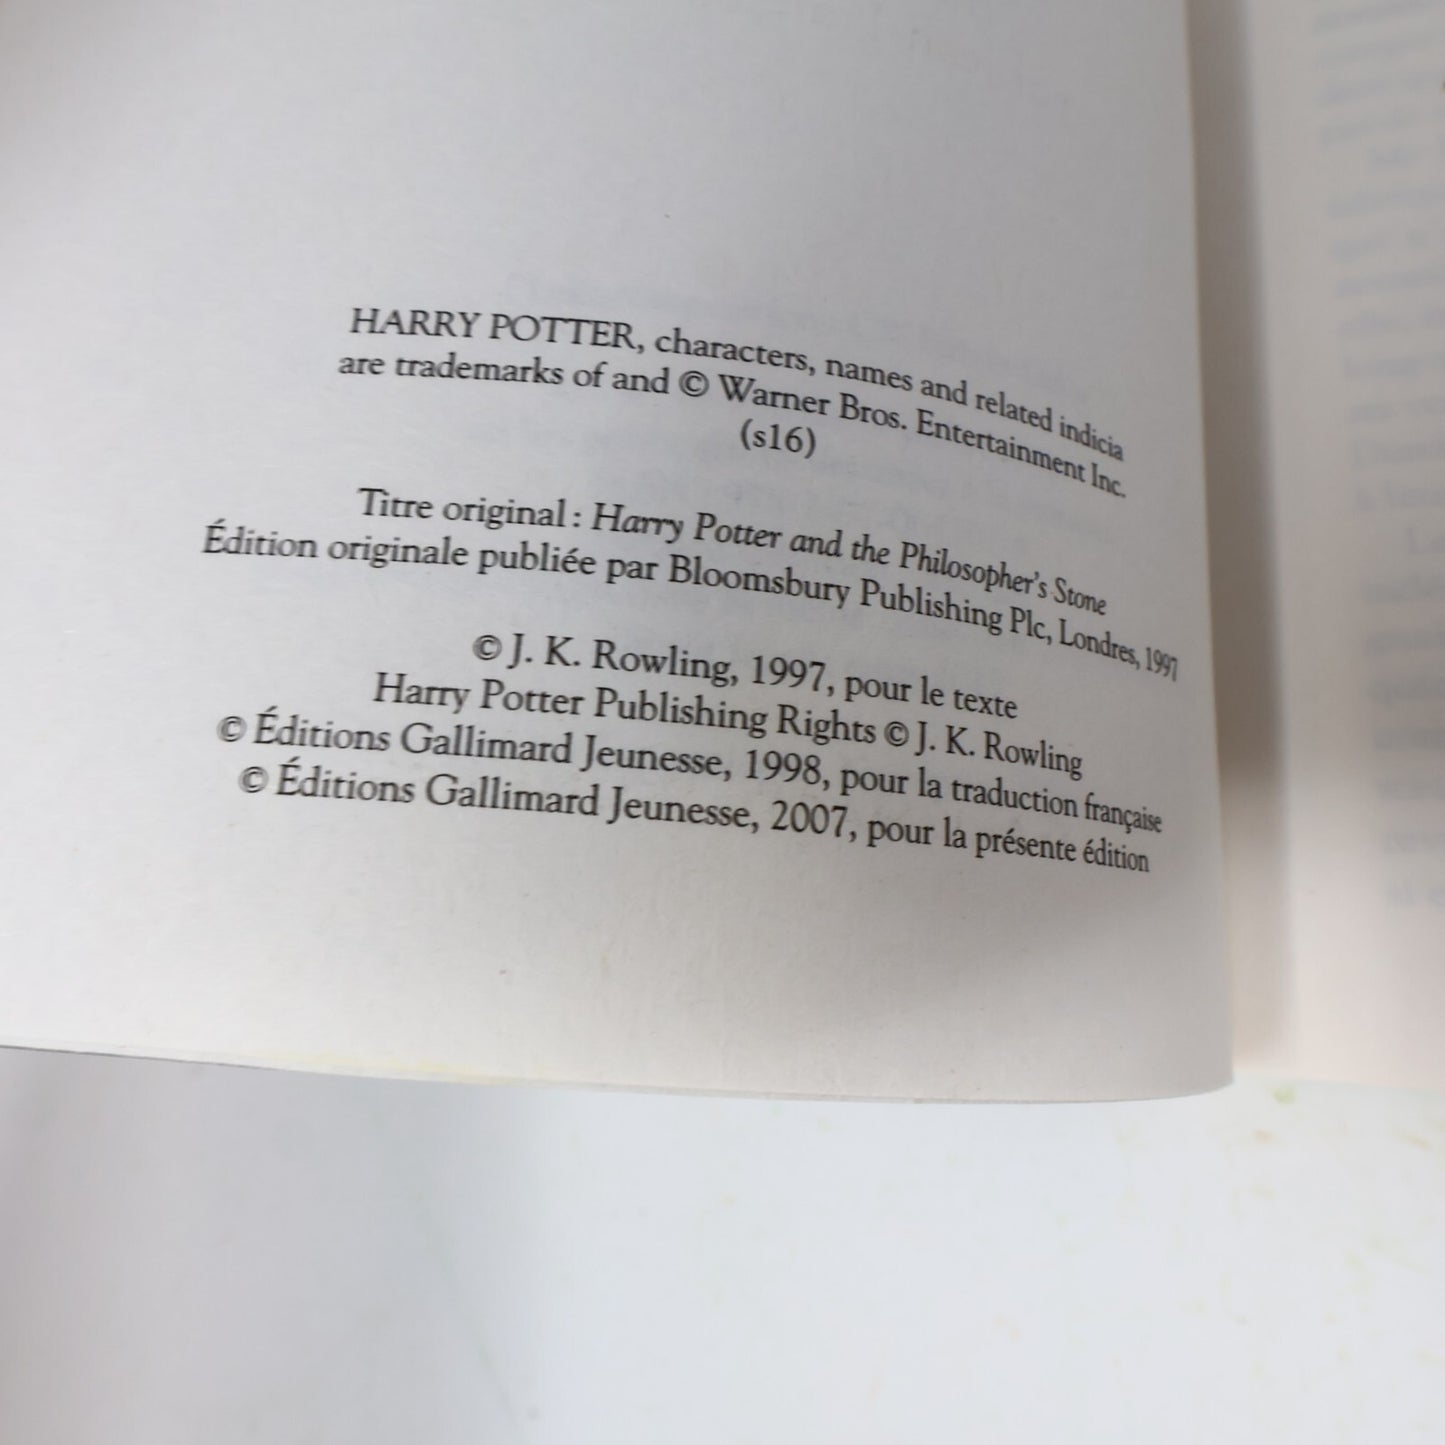 HARRY POTTER, characters, names and related indicia
are trademarks of and © Warner Bros. Entertainment Inc.
(s16)
Titre original : Harry Potter and the Philosopher's Stone
Édition originale publiée par Bloomsbury Publishing Plc, Londres, 1997
© J. K. Rowling, 1997, pour le texte
Harry Potter Publishing Rights © J. K. Rowling
© Éditions Gallimard Jeunesse, 1998, pour la traduction française
© Éditions Gallimard Jeunesse, 2007, pour la présente édition